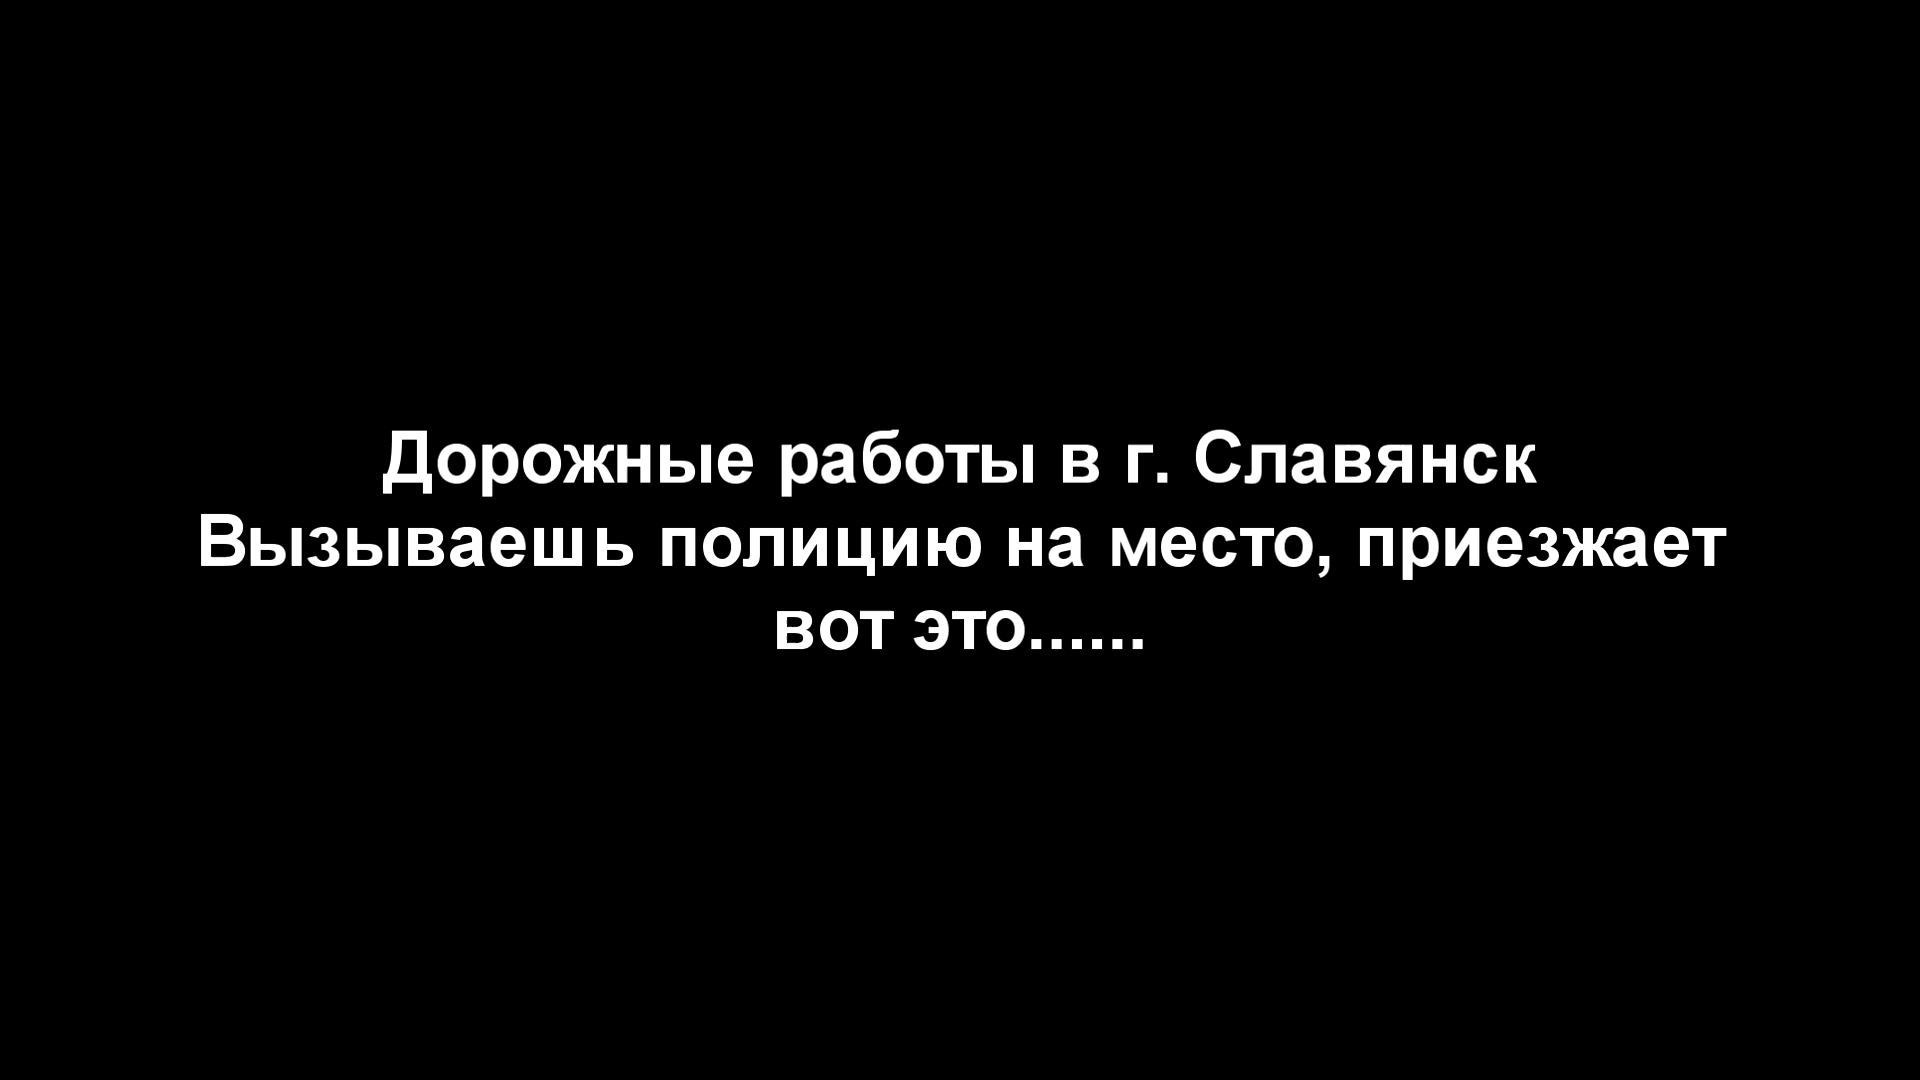 Дорожные работы в г. Славянск
Вызываешь полицию на место, приезжает
вот это......